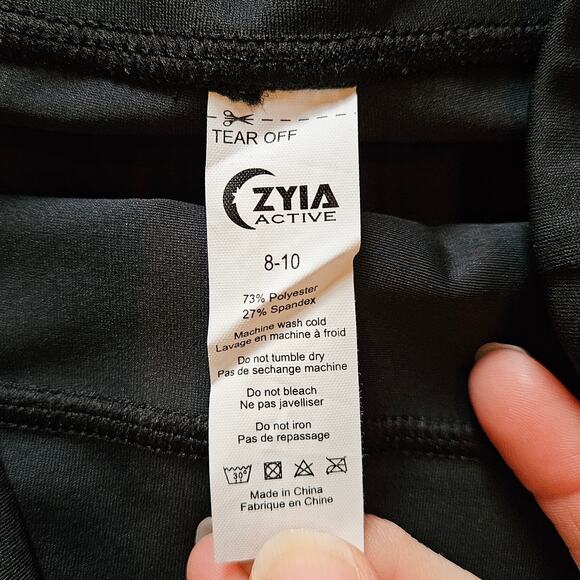 TEAR OFF
ZYIA
ACTIVE
8-10
73% Polyester
27% Spandex
Machine wash cold
Lavage en machine à froid
Do not tumble dry
Pas de sechange machine
Do not bleach
Ne pas javelliser
Do not iron
Pas de repassage
30°
Made in China
Fabrique en Chine